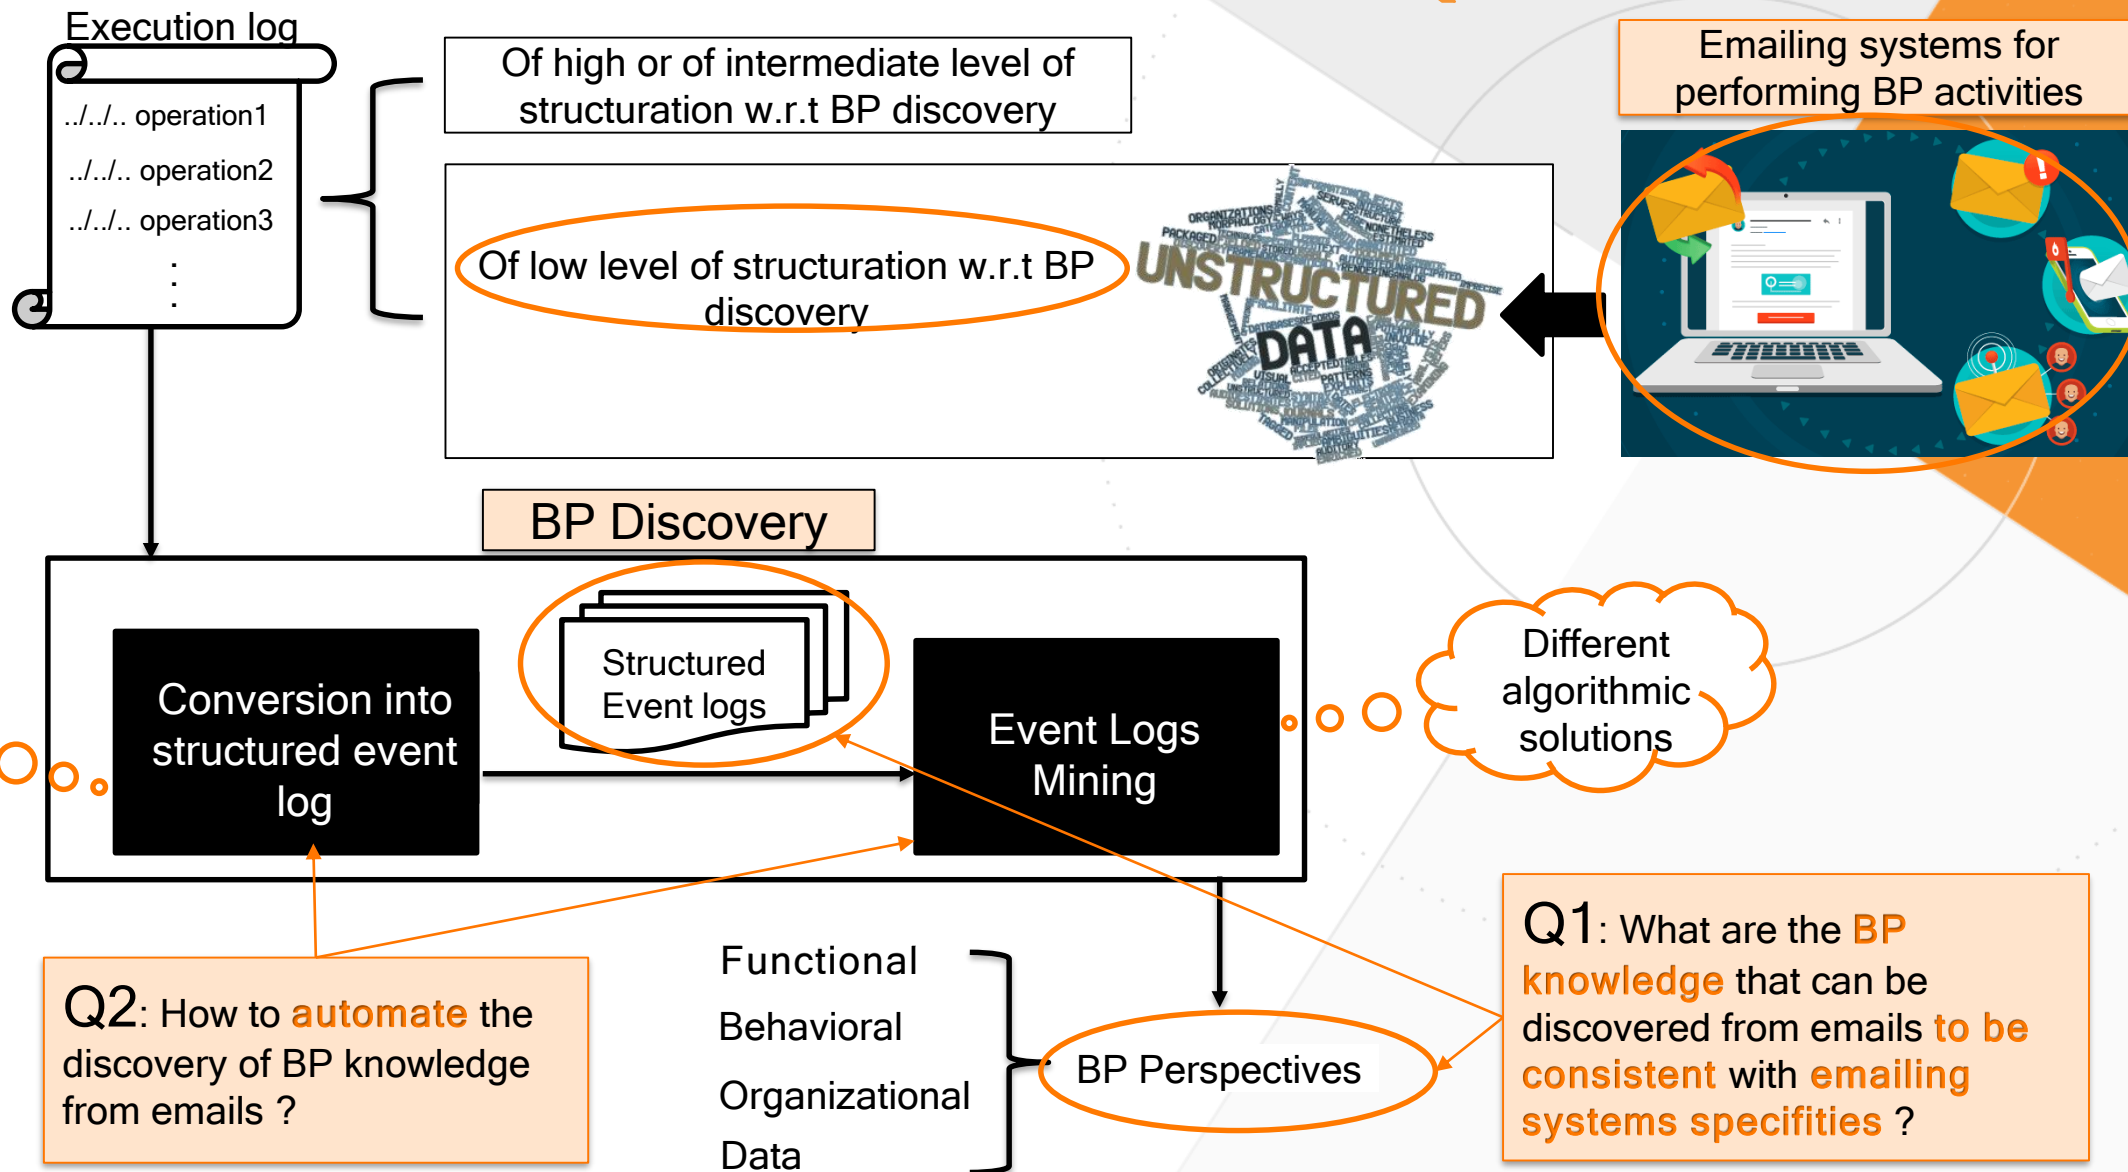 Execution log
../../.. operation1
../../.. operation2
../../.. operation3
.
.
.
Of high or of intermediate level of
structuration w.r.t BP discovery
Of low level of structuration w.r.t BP
discovery
UNSTRUCTURED
DATA
Emailing systems for
performing BP activities
BP Discovery
Conversion into
structured event
log
Structured
Event logs
Event Logs
Mining
Different
algorithmic
solutions
Q2: How to automate the
discovery of BP knowledge
from emails ?
Functional
Behavioral
Organizational
Data
BP Perspectives
Q1: What are the BP
knowledge that can be
discovered from emails to be
consistent with emailing
systems specifities ?